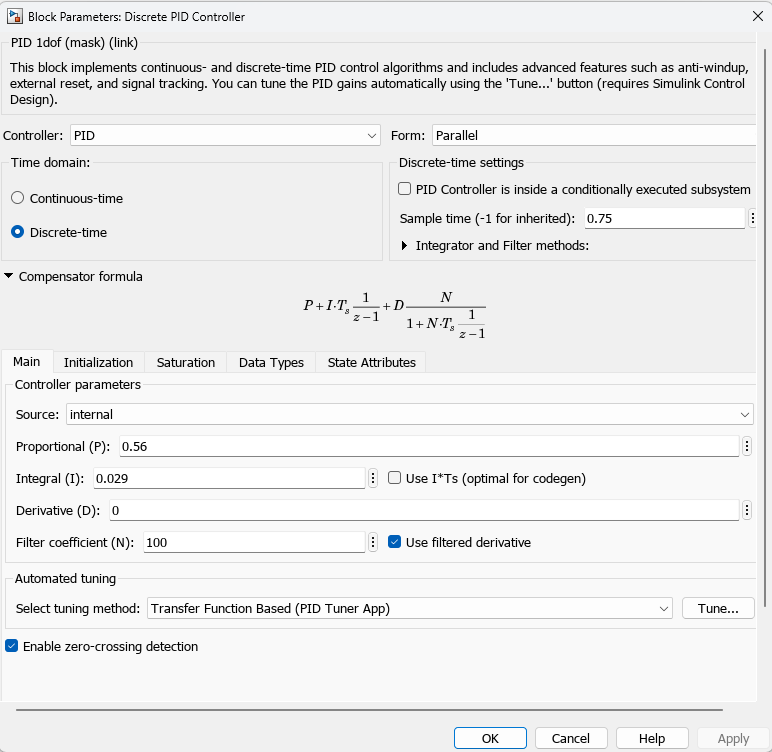 Block Parameters: Discrete PID Controller
PID 1dof (mask) (link)
This block implements continuous- and discrete-time PID control algorithms and includes advanced features such as anti-windup,
external reset, and signal tracking. You can tune the PID gains automatically using the 'Tune...' button (requires Simulink Control
Design).
Controller: PID Form: Parallel
Time domain: Discrete-time settings
Continuous-time PID Controller is inside a conditionally executed subsystem
Discrete-time Sample time (-1 for inherited): 0.75
Integrator and Filter methods:
Compensator formula
P + I·Ts 1/(z−1) + D N/(1 + N·Ts 1/(z−1))
Main Initialization Saturation Data Types State Attributes
Controller parameters
Source: internal
Proportional (P): 0.56
Integral (I): 0.029 Use I*Ts (optimal for codegen)
Derivative (D): 0
Filter coefficient (N): 100 Use filtered derivative
Automated tuning
Select tuning method: Transfer Function Based (PID Tuner App) Tune...
Enable zero-crossing detection
OK Cancel Help Apply